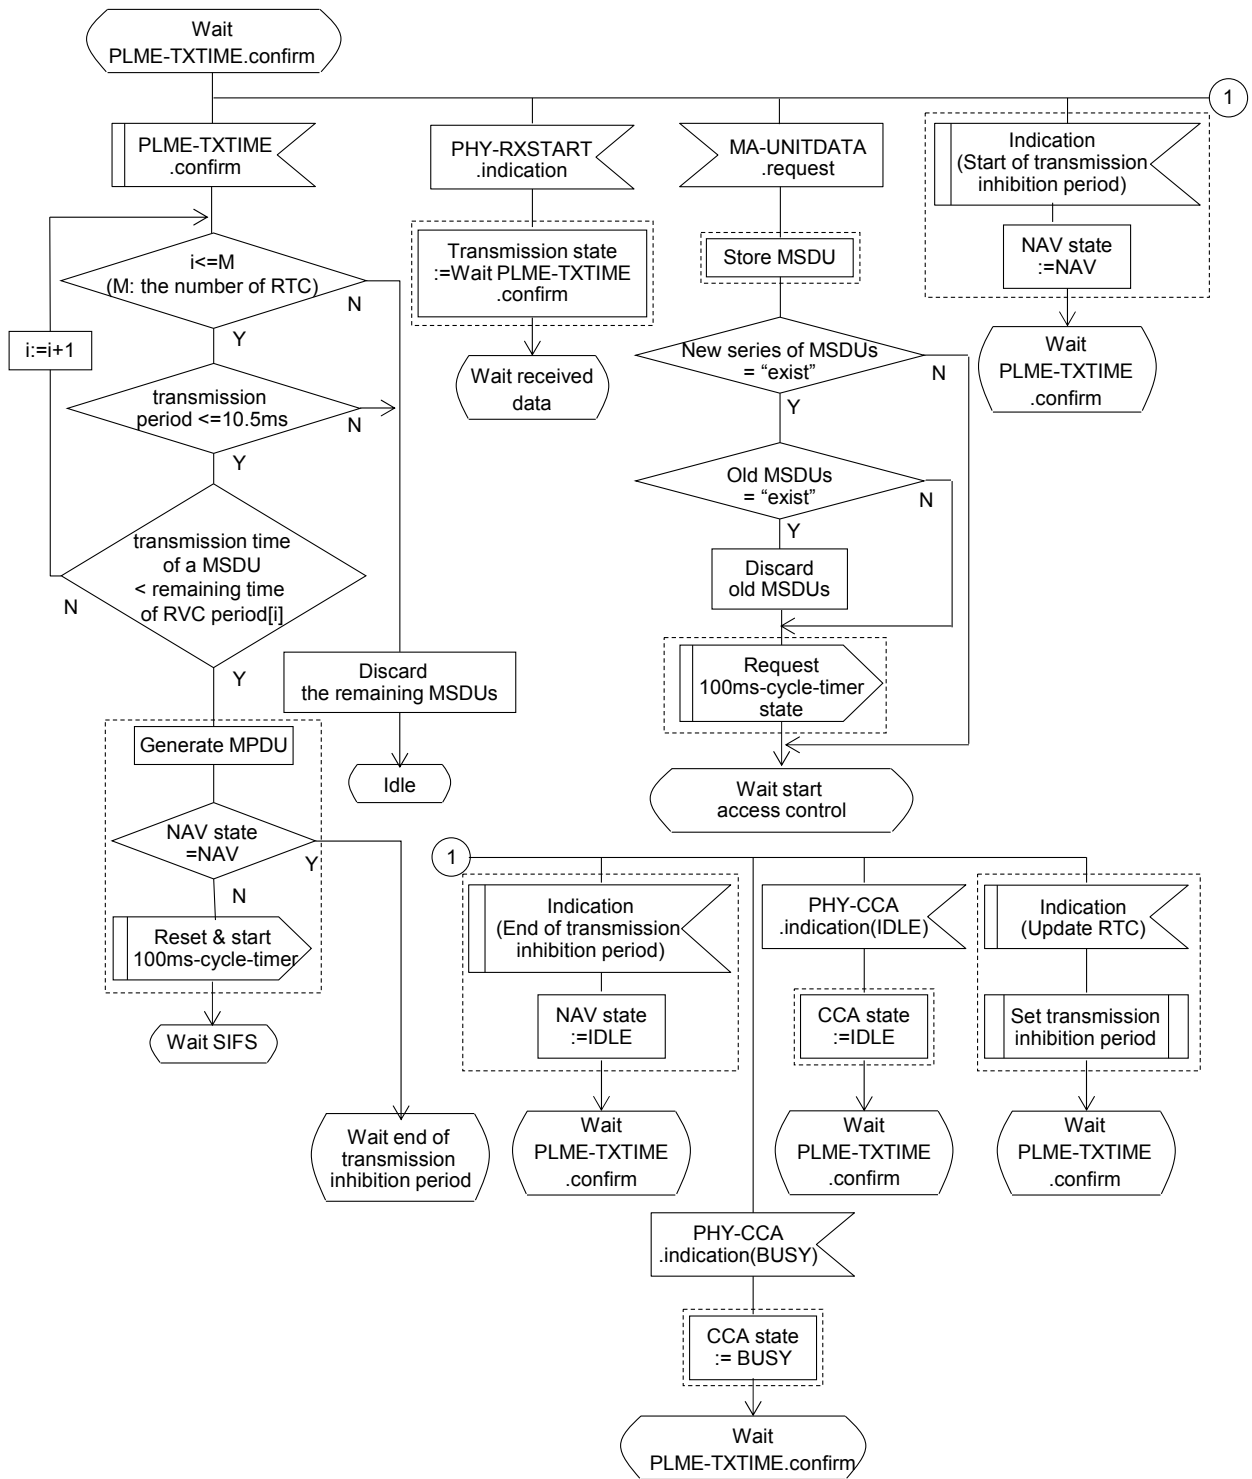 Wait
PLME-TXTIME.confirm
1
PLME-TXTIME
.confirm
PHY-RXSTART
.indication
MA-UNITDATA
.request
Indication
(Start of transmission
inhibition period)
i<=M
(M: the number of RTC)
N
Y
Transmission state
:=Wait PLME-TXTIME
.confirm
Store MSDU
NAV state
:=NAV
i:=i+1
Wait received
data
New series of MSDUs
= “exist”
N
Y
Wait
PLME-TXTIME
.confirm
transmission
period <=10.5ms
N
Y
Old MSDUs
= “exist”
N
Y
transmission time
of a MSDU
< remaining time
of RVC period[i]
N
Y
Discard
old MSDUs
Discard
the remaining MSDUs
Request
100ms-cycle-timer
state
Generate MPDU
Idle
Wait start
access control
NAV state
=NAV
Y
N
Reset & start
100ms-cycle-timer
Wait SIFS
Wait end of
transmission
inhibition period
1
Indication
(End of transmission
inhibition period)
PHY-CCA
.indication(IDLE)
Indication
(Update RTC)
NAV state
:=IDLE
CCA state
:=IDLE
Set transmission
inhibition period
Wait
PLME-TXTIME
.confirm
Wait
PLME-TXTIME
.confirm
Wait
PLME-TXTIME
.confirm
PHY-CCA
.indication(BUSY)
CCA state
:= BUSY
Wait
PLME-TXTIME.confirm